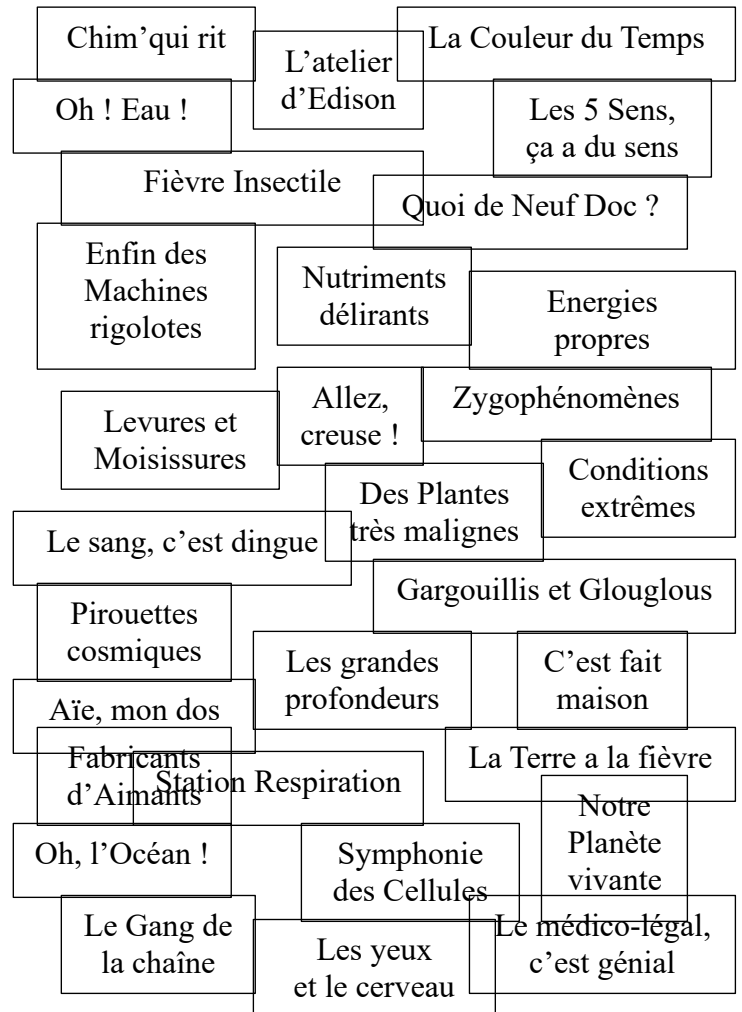 Chim’qui rit
L’atelier
d’Edison
La Couleur du Temps
Oh ! Eau !
Les 5 Sens,
ça a du sens
Fièvre Insectile
Quoi de Neuf Doc ?
Enfin des
Machines
rigolotes
Nutriments
délirants
Energies
propres
Allez,
creuse !
Zygophénomènes
Levures et
Moisissures
Conditions
extrêmes
Des Plantes
très malignes
Le sang, c’est dingue
Gargouillis et Glouglous
Pirouettes
cosmiques
Les grandes
profondeurs
C’est fait
maison
Aïe, mon dos
Fabricants
d’Aimants
La Terre a la fièvre
Station Respiration
Notre
Planète
vivante
Oh, l’Océan !
Symphonie
des Cellules
Le Gang de
la chaîne
Le médico-légal,
c’est génial
Les yeux
et le cerveau